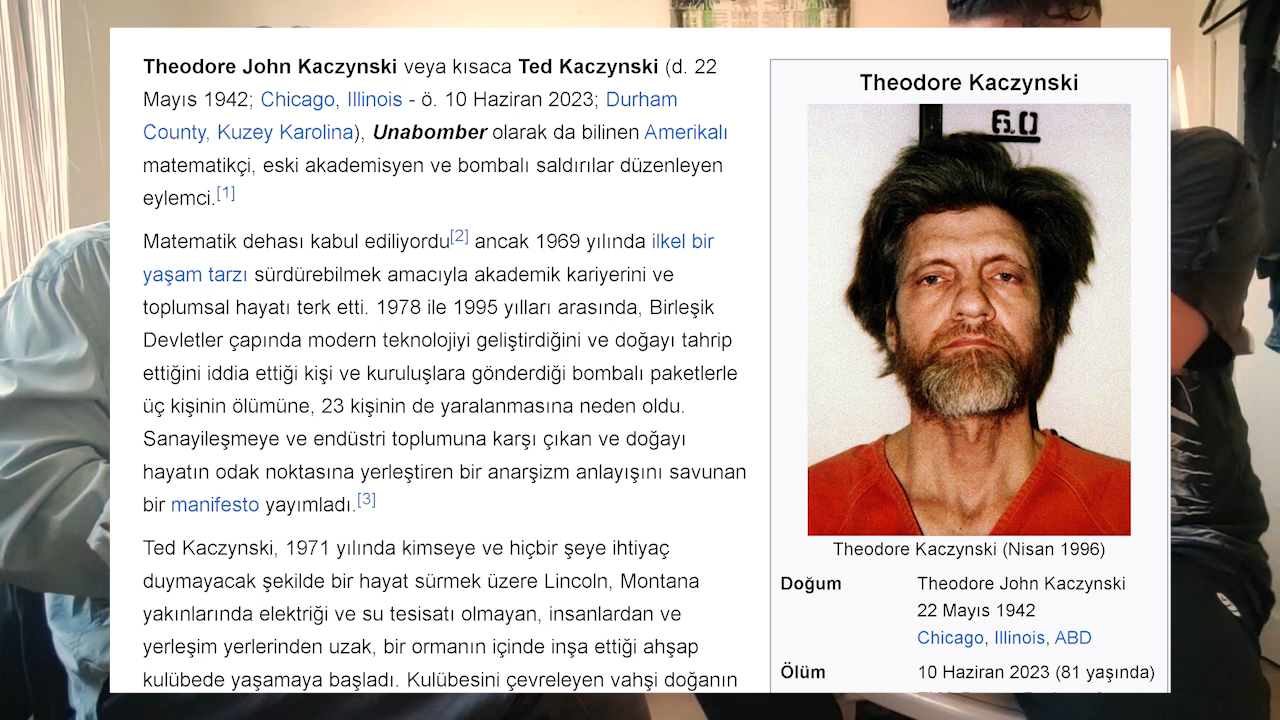 Theodore John Kaczynski veya kısaca Ted Kaczynski (d. 22
Mayıs 1942; Chicago, Illinois - ö. 10 Haziran 2023; Durham
County, Kuzey Karolina), Unabomber olarak da bilinen Amerikalı
matematikçi, eski akademisyen ve bombalı saldırılar düzenleyen
eylemci.[1]
Matematik dehası kabul ediliyordu[2] ancak 1969 yılında ilkel bir
yaşam tarzı sürdürebilmek amacıyla akademik kariyerini ve
toplumsal hayatı terk etti. 1978 ile 1995 yılları arasında, Birleşik
Devletler çapında modern teknolojiyi geliştirdiğini ve doğayı tahrip
ettiğini iddia ettiği kişi ve kuruluşlara gönderdiği bombalı paketlerle
üç kişinin ölümüne, 23 kişinin de yaralanmasına neden oldu.
Sanayileşmeye ve endüstri toplumuna karşı çıkan ve doğayı
hayatın odak noktasına yerleştiren bir anarşizm anlayışını savunan
bir manifesto yayımladı.[3]
Ted Kaczynski, 1971 yılında kimseye ve hiçbir şeye ihtiyaç
duymayacak şekilde bir hayat sürmek üzere Lincoln, Montana
yakınlarında elektriği ve su tesisatı olmayan, insanlardan ve
yerleşim yerlerinden uzak, bir ormanın içinde inşa ettiği ahşap
kulübede yaşamaya başladı. Kulübesini çevreleyen vahşi doğanın
Theodore Kaczynski
6.0
Theodore Kaczynski (Nisan 1996)
Doğum Theodore John Kaczynski
22 Mayıs 1942
Chicago, Illinois, ABD
Ölüm 10 Haziran 2023 (81 yaşında)